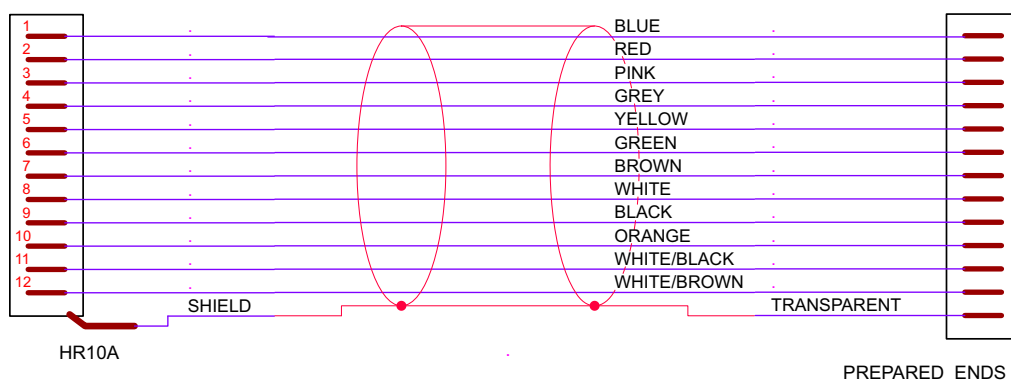 1 BLUE
2 RED
3 PINK
4 GREY
5 YELLOW
6 GREEN
7 BROWN
8 WHITE
9 BLACK
10 ORANGE
11 WHITE/BLACK
12 WHITE/BROWN
SHIELD TRANSPARENT
HR10A
PREPARED ENDS